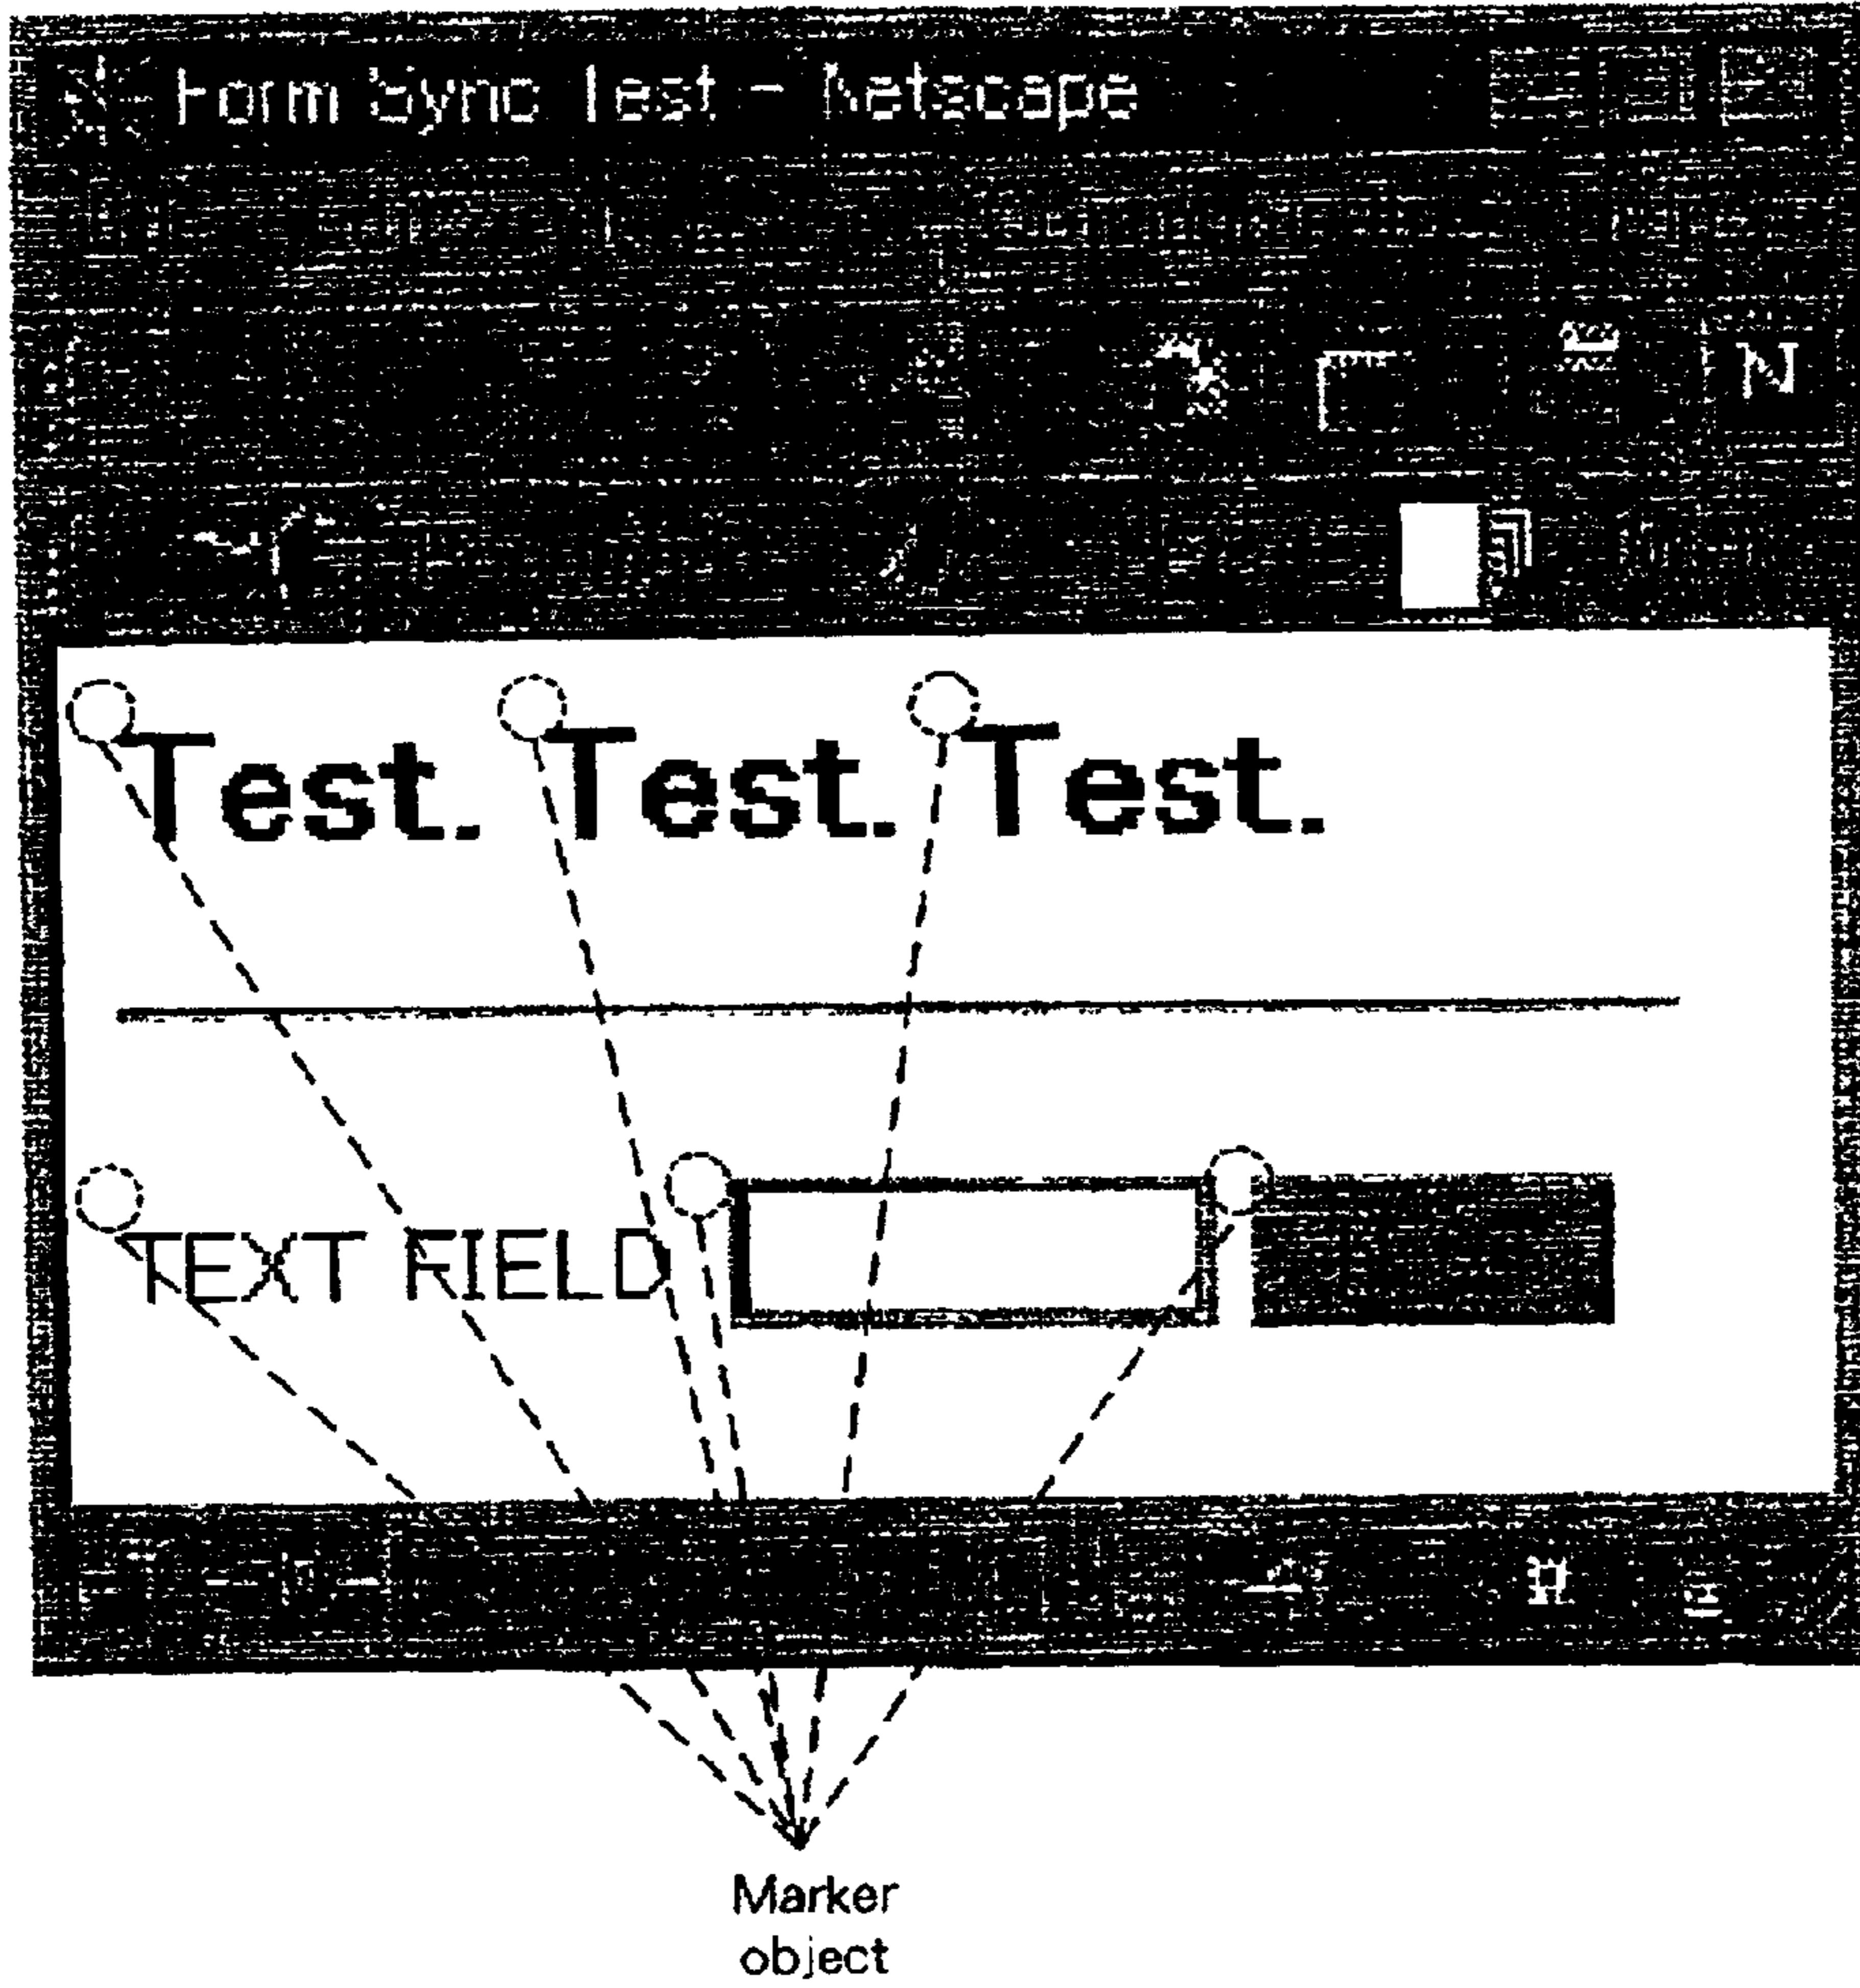 Form Sync Test - Netscape
N
Test. Test. Test.
TEXT FIELD
Marker
object